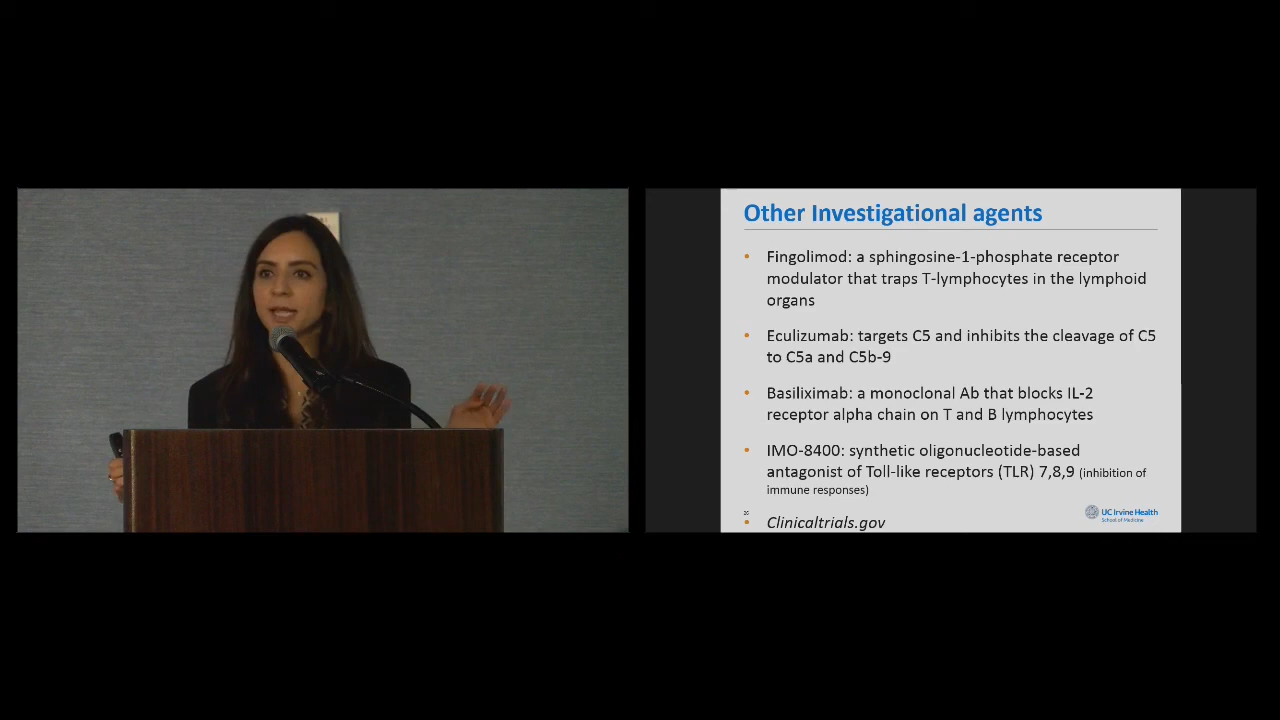 Other Investigational agents
• Fingolimod: a sphingosine-1-phosphate receptor
modulator that traps T-lymphocytes in the lymphoid
organs
• Eculizumab: targets C5 and inhibits the cleavage of C5
to C5a and C5b-9
• Basiliximab: a monoclonal Ab that blocks IL-2
receptor alpha chain on T and B lymphocytes
• IMO-8400: synthetic oligonucleotide-based
antagonist of Toll-like receptors (TLR) 7,8,9 (inhibition of
immune responses)
• Clinicaltrials.gov
UC Irvine Health
School of Medicine